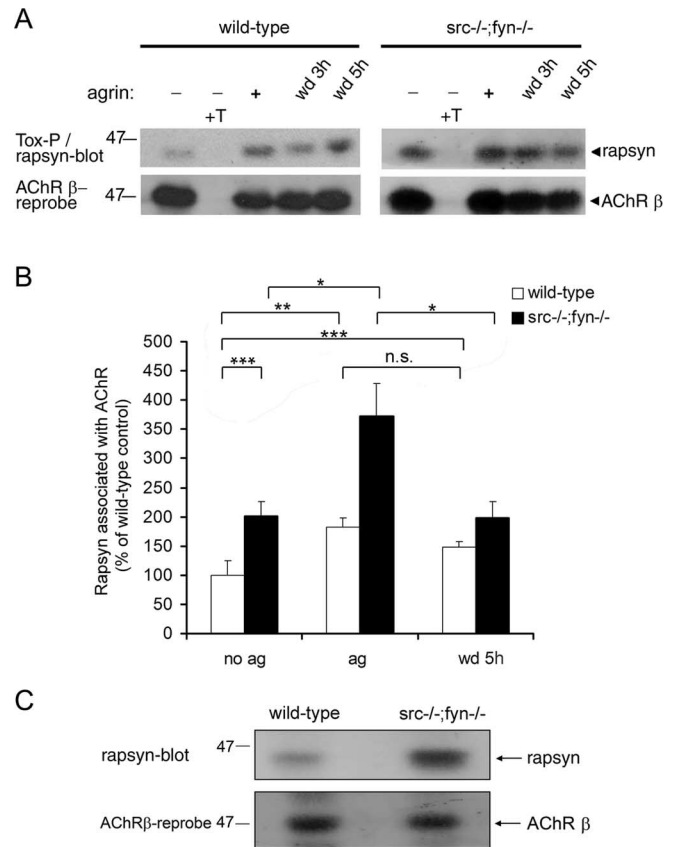 A
wild-type
src-/-;fyn-/-
agrin: – – + wd 3h wd 5h – – + wd 3h wd 5h
+T +T
Tox-P /
rapsyn-blot
47
rapsyn
AChR β–
reprobe
47
AChR β
B
wild-type
src-/-;fyn-/-
*
**
*
***
***
n.s.
Rapsyn associated with AChR
(% of wild-type control)
500
450
400
350
300
250
200
150
100
50
0
no ag ag wd 5h
C
wild-type src-/-;fyn-/-
rapsyn-blot 47 rapsyn
AChRβ-reprobe 47 AChR β